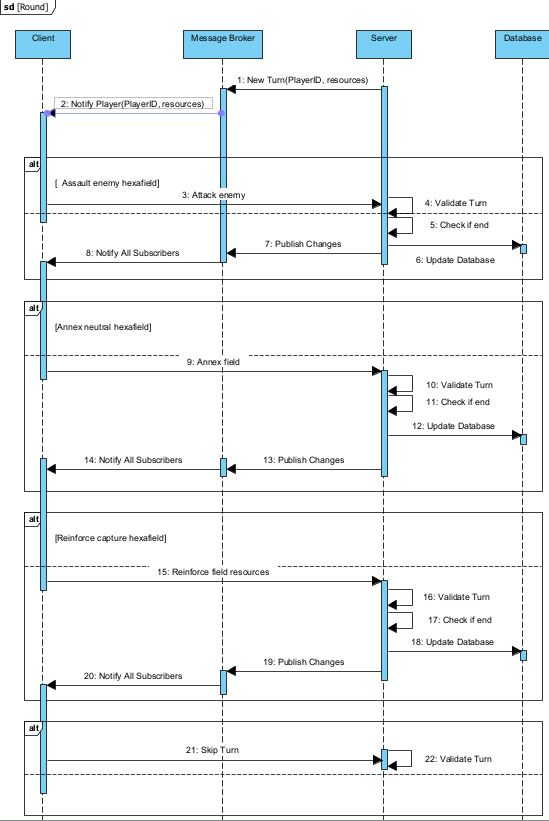 sd [Round]
Client
Message Broker
Server
Database
1: New Turn(PlayerID, resources)
2: Notify Player(PlayerID, resources)
alt
[ Assault enemy hexafield]
3: Attack enemy
4: Validate Turn
5: Check if end
7: Publish Changes
8: Notify All Subscribers
6: Update Database
alt
[Annex neutral hexafield]
9: Annex field
10: Validate Turn
11: Check if end
12: Update Database
14: Notify All Subscribers
13: Publish Changes
alt
[Reinforce capture hexafield]
15: Reinforce field resources
16: Validate Turn
17: Check if end
18: Update Database
19: Publish Changes
20: Notify All Subscribers
alt
21: Skip Turn
22: Validate Turn